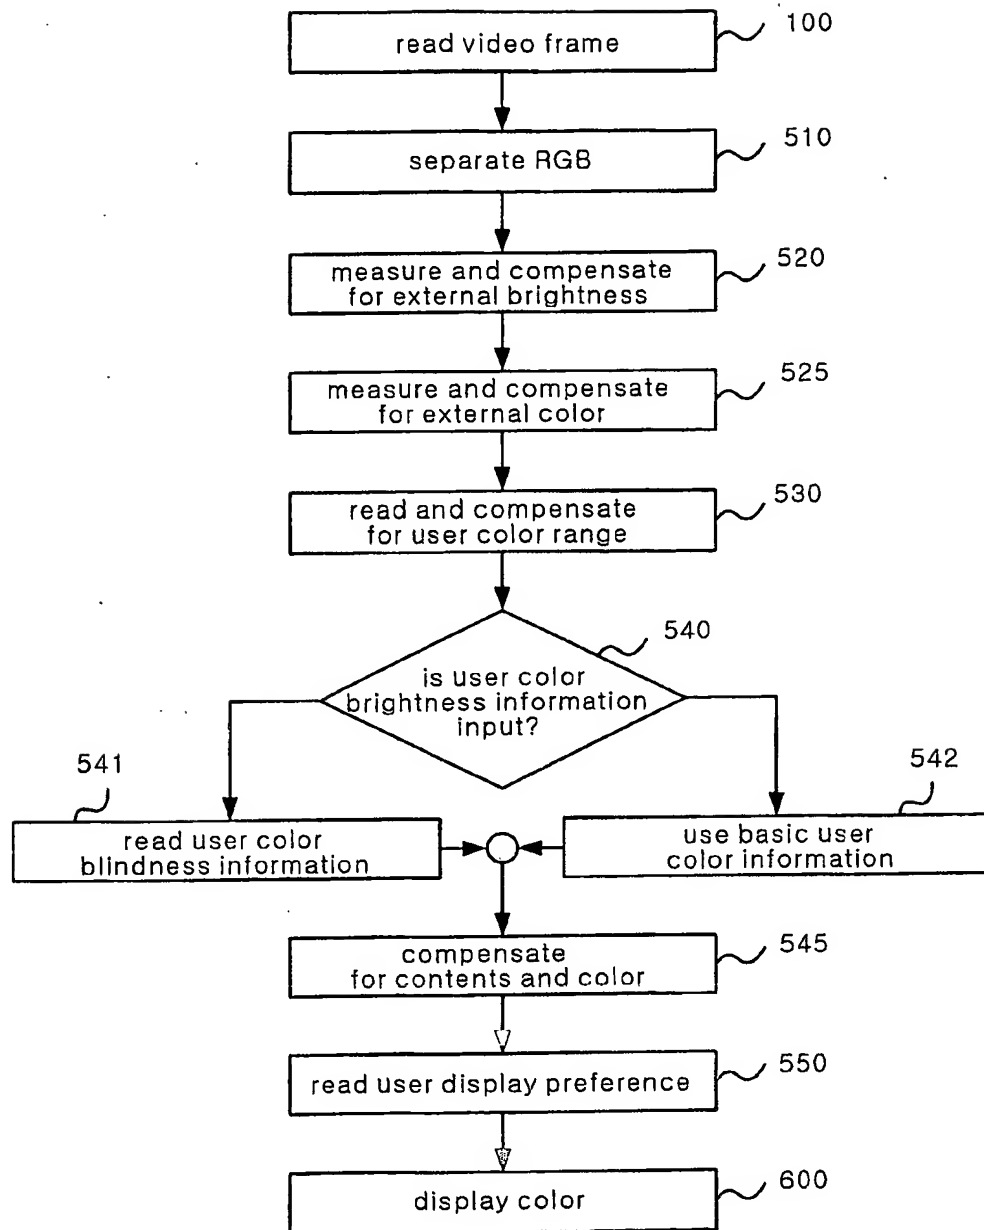 read video frame
100
separate RGB
510
measure and compensate
for external brightness
520
measure and compensate
for external color
525
read and compensate
for user color range
530
is user color
brightness information
input?
540
541
read user color
blindness information
542
use basic user
color information
compensate
for contents and color
545
read user display preference
550
display color
600